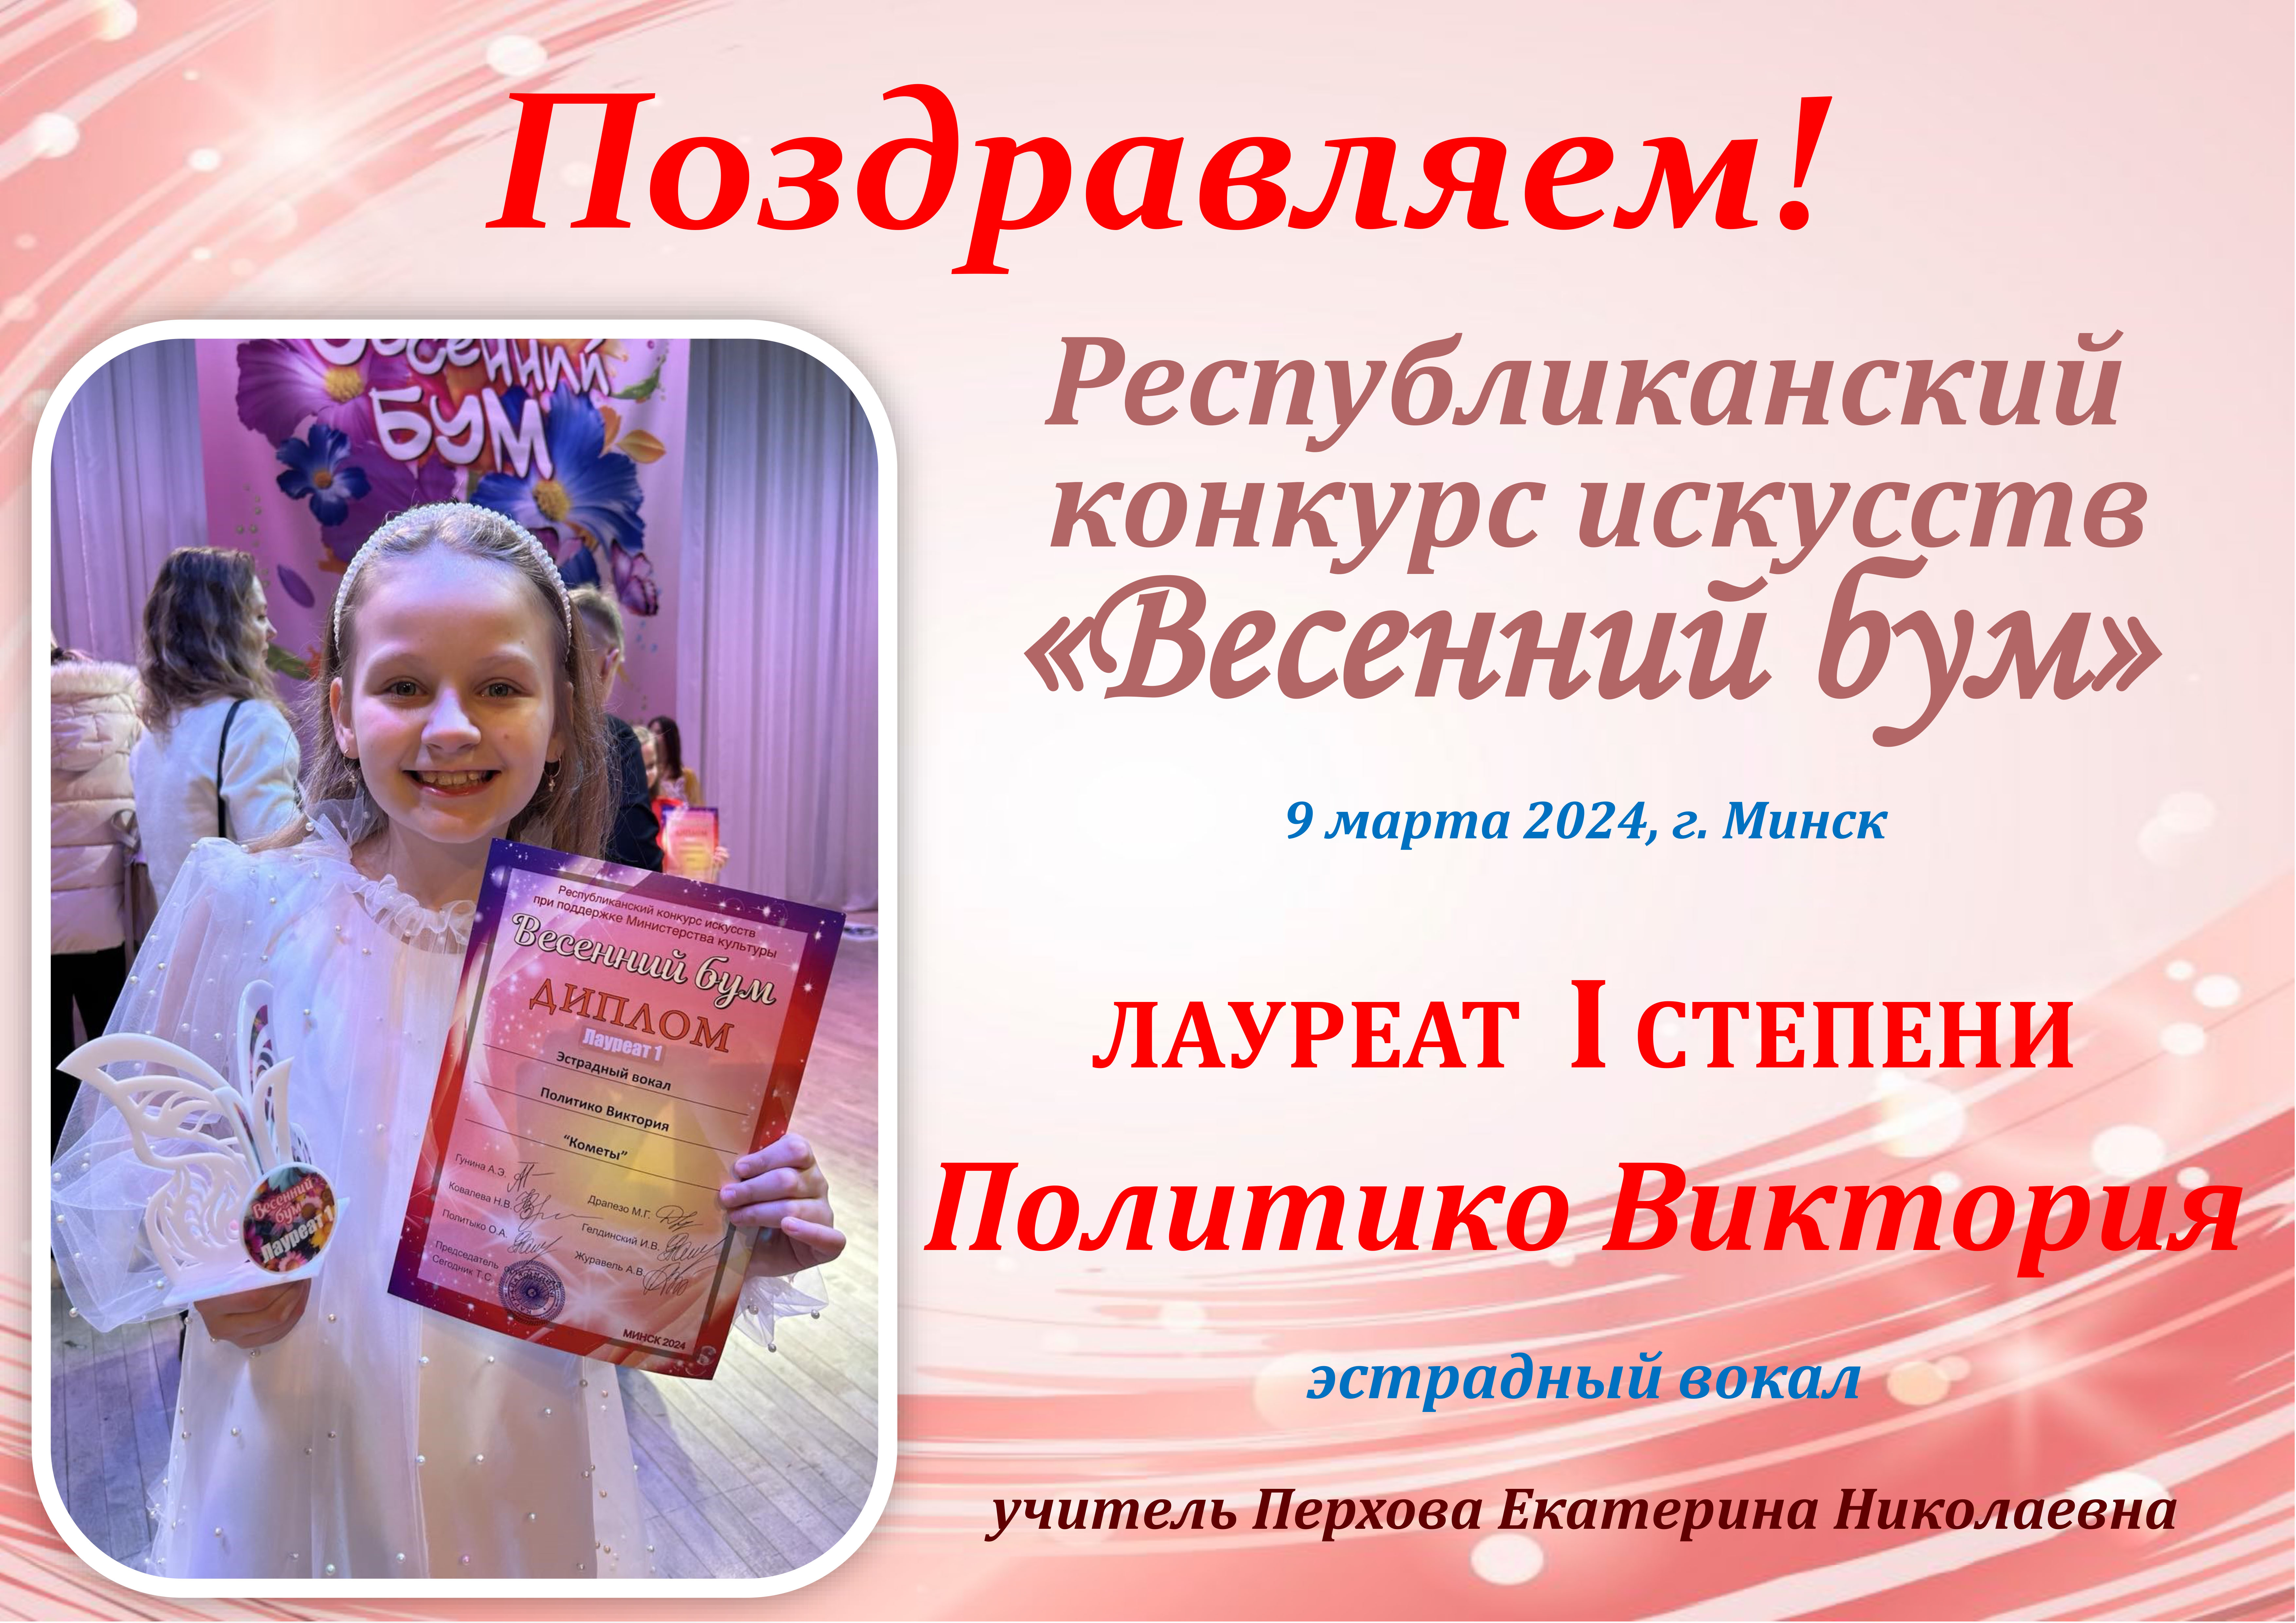 Поздравляем!
Республиканский
конкурс искусств
«Весенний бум»
9 марта 2024, г. Минск
ЛАУРЕАТ I СТЕПЕНИ
Политико Виктория
эстрадный вокал
учитель Перхова Екатерина Николаевна
БУМ
Республиканский конкурс искусств
при поддержке Министерства культуры
Весенний бум
ДИПЛОМ
Лауреат 1
Эстрадный вокал
Политико Виктория
“Кометы”
Гунина А.Э.
Ковалева Н.В.
Драпезо М.Г.
Политыко О.А.
Гелдинский И.В.
Председатель
Сегодник Т.С.
Журавель А.В.
МИНСК 2024
Весенний
бум
Лауреат 1